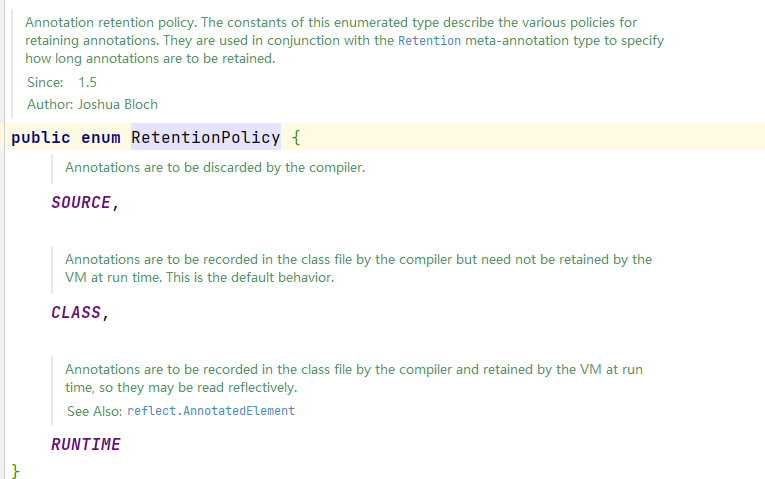 Annotation retention policy. The constants of this enumerated type describe the various policies for
retaining annotations. They are used in conjunction with the Retention meta-annotation type to specify
how long annotations are to be retained.
Since: 1.5
Author: Joshua Bloch
public enum RetentionPolicy {
Annotations are to be discarded by the compiler.
SOURCE,
Annotations are to be recorded in the class file by the compiler but need not be retained by the
VM at run time. This is the default behavior.
CLASS,
Annotations are to be recorded in the class file by the compiler and retained by the VM at run
time, so they may be read reflectively.
See Also: reflect.AnnotatedElement
RUNTIME
}